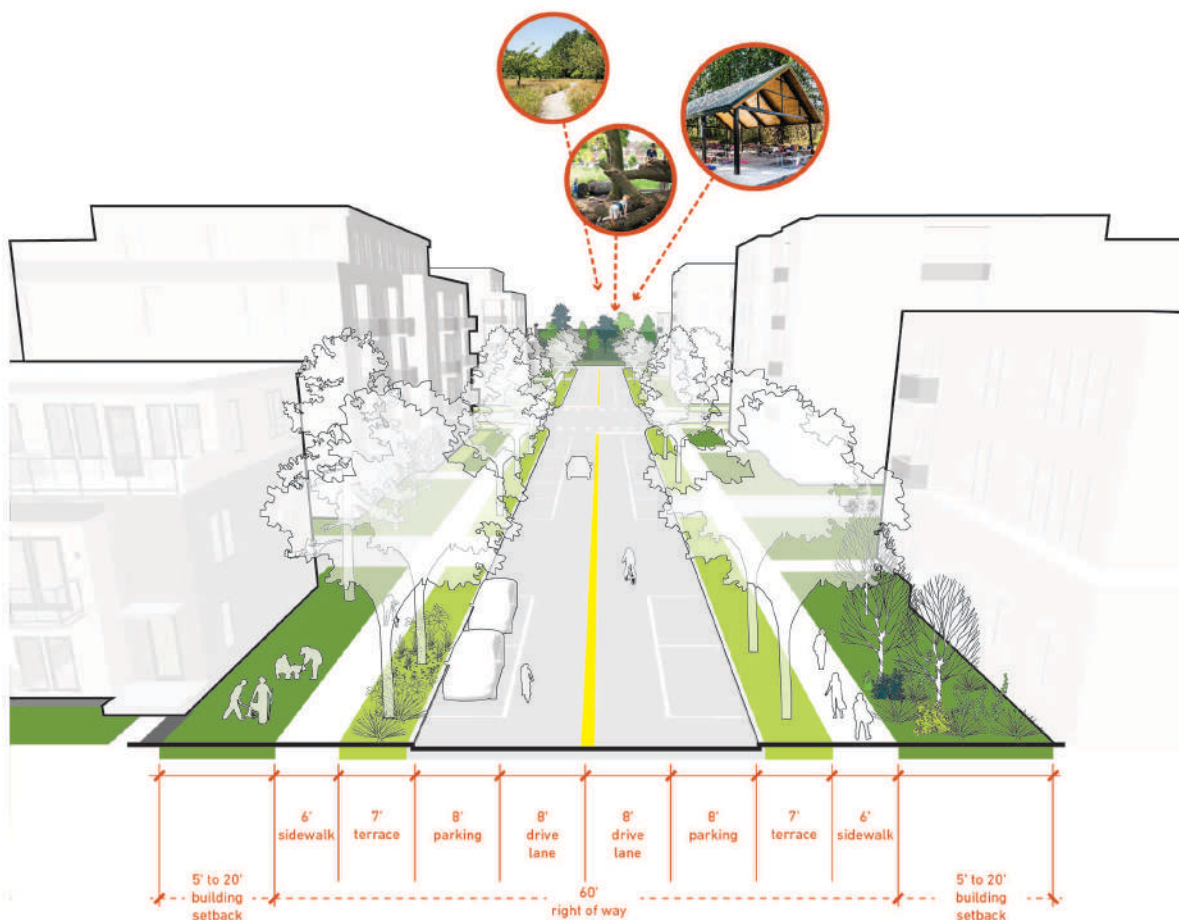 6'
sidewalk
7'
terrace
8'
parking
8'
drive
lane
8'
drive
lane
8'
parking
7'
terrace
6'
sidewalk
5' to 20'
building
setback
60'
right of way
5' to 20'
building
setback